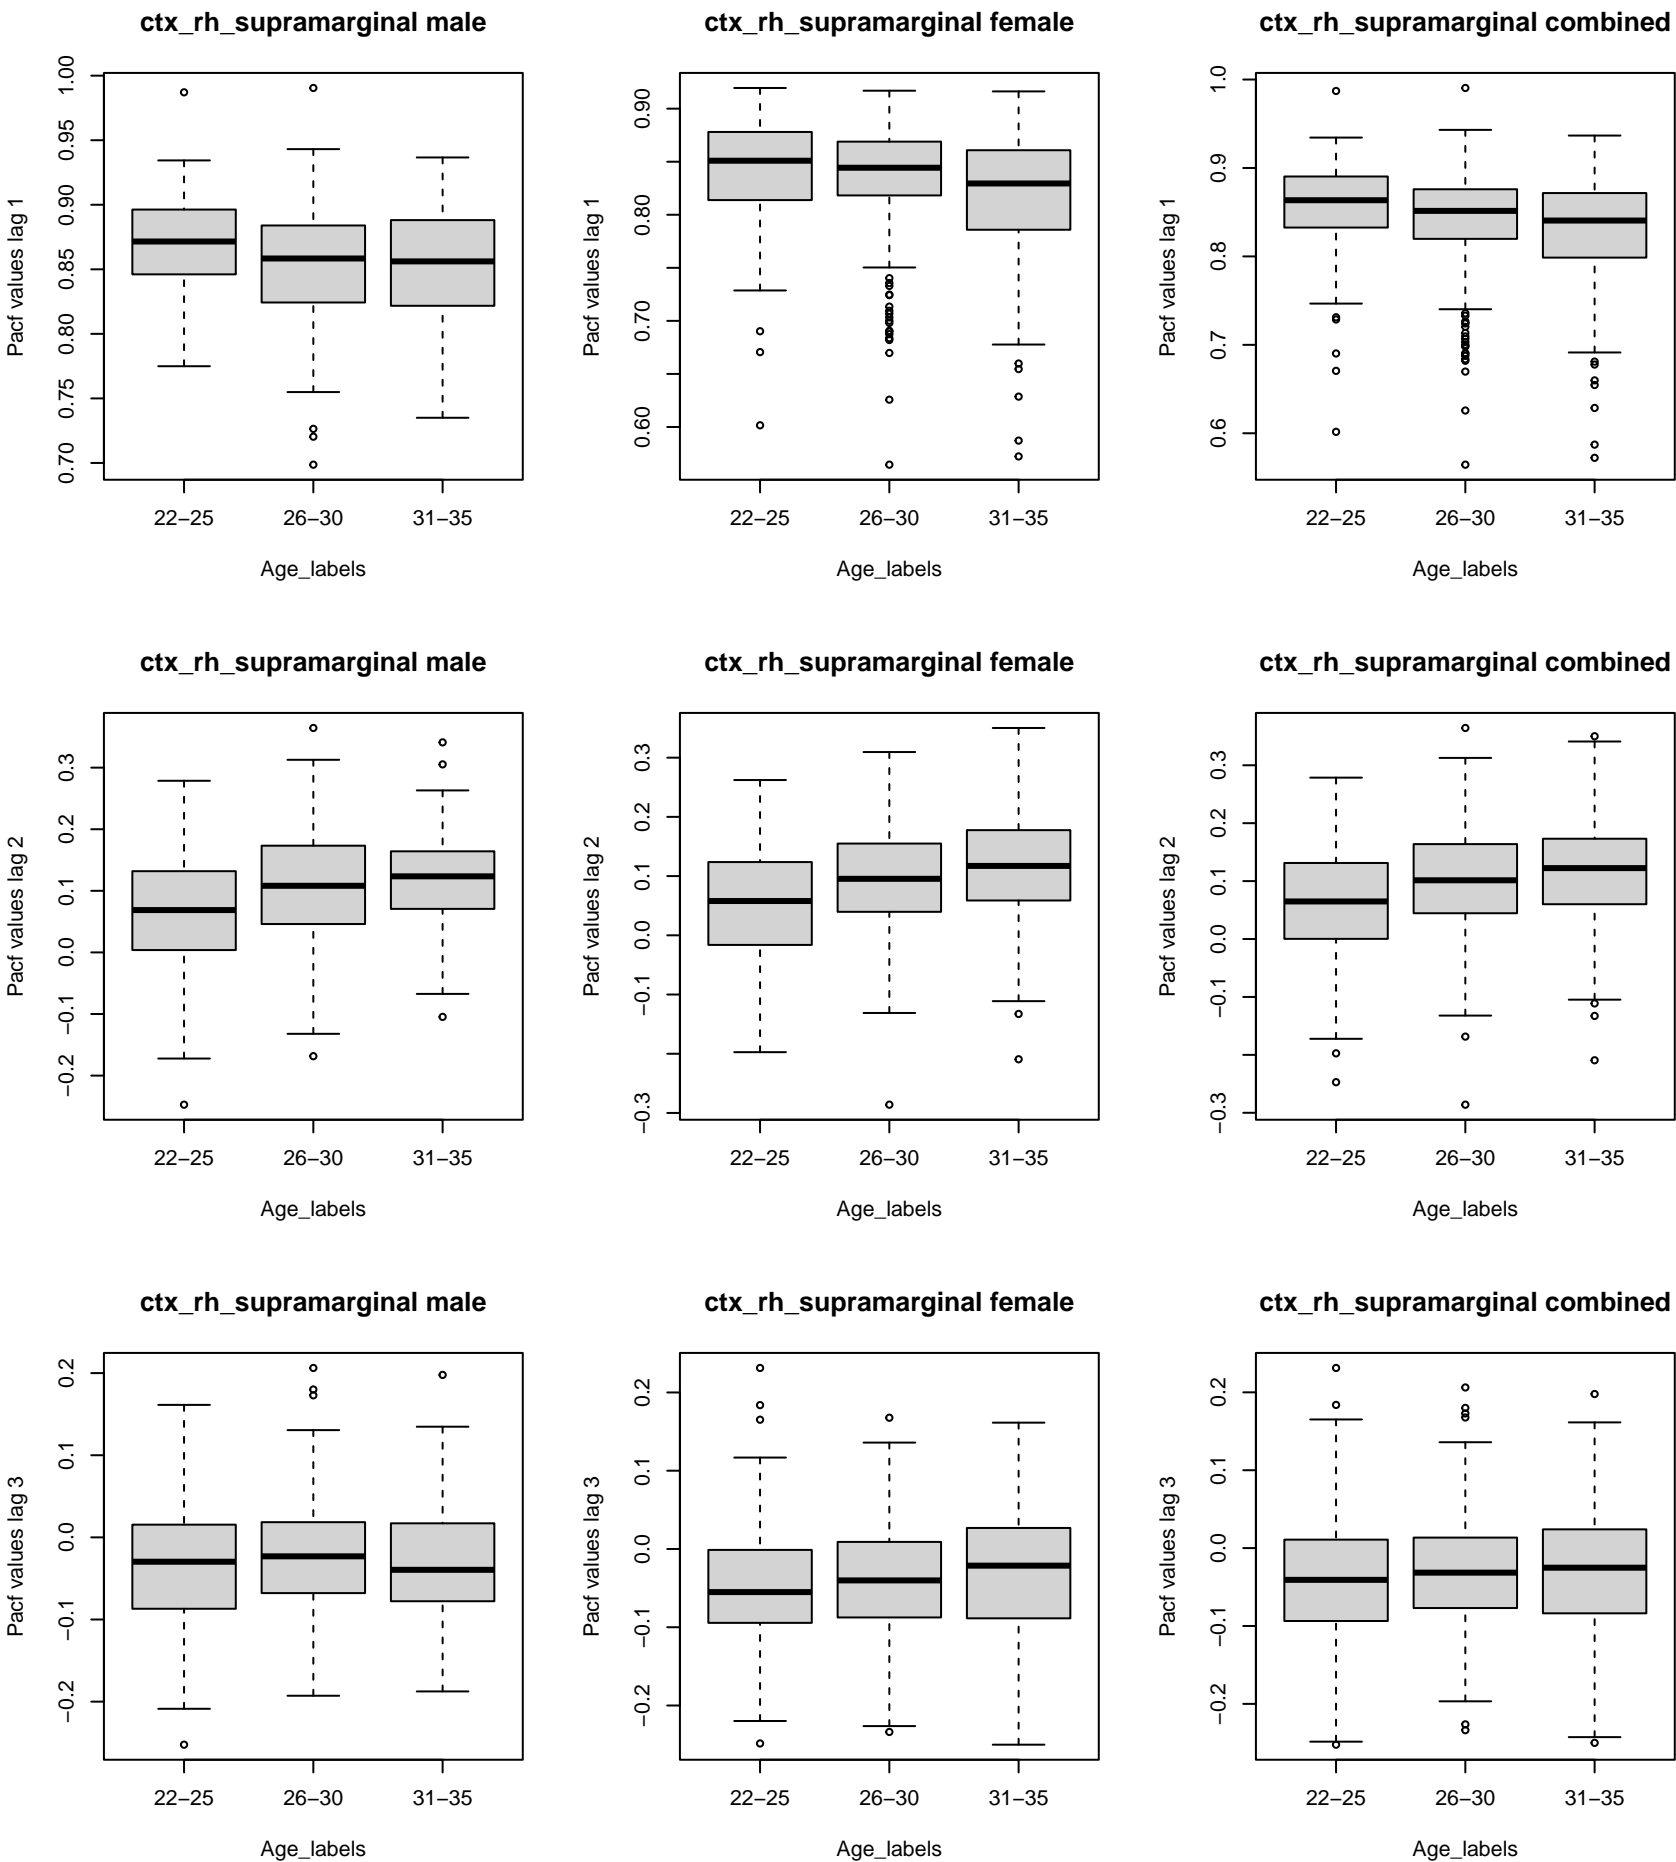 ctx_rh_supramarginal male
Pacf values lag 1
0.70 0.75 0.80 0.85 0.90 0.95 1.00
22−25 26−30 31−35
Age_labels
ctx_rh_supramarginal female
Pacf values lag 1
0.60 0.70 0.80 0.90
22−25 26−30 31−35
Age_labels
ctx_rh_supramarginal combined
Pacf values lag 1
0.6 0.7 0.8 0.9 1.0
22−25 26−30 31−35
Age_labels
ctx_rh_supramarginal male
Pacf values lag 2
−0.2 −0.1 0.0 0.1 0.2 0.3
22−25 26−30 31−35
Age_labels
ctx_rh_supramarginal female
Pacf values lag 2
−0.3 −0.1 0.0 0.1 0.2 0.3
22−25 26−30 31−35
Age_labels
ctx_rh_supramarginal combined
Pacf values lag 2
−0.3 −0.1 0.0 0.1 0.2 0.3
22−25 26−30 31−35
Age_labels
ctx_rh_supramarginal male
Pacf values lag 3
−0.2 −0.1 0.0 0.1 0.2
22−25 26−30 31−35
Age_labels
ctx_rh_supramarginal female
Pacf values lag 3
−0.2 −0.1 0.0 0.1 0.2
22−25 26−30 31−35
Age_labels
ctx_rh_supramarginal combined
Pacf values lag 3
−0.2 −0.1 0.0 0.1 0.2
22−25 26−30 31−35
Age_labels